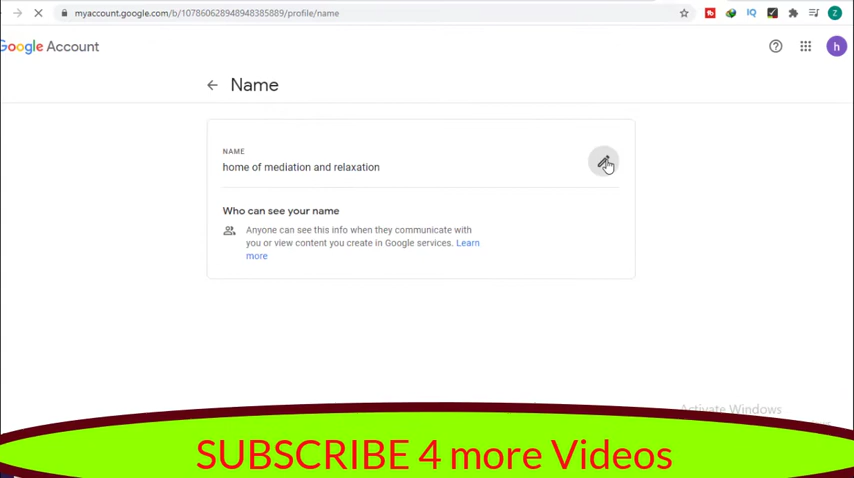 myaccount.google.com/b/107860628948948385889/profile/name
IQ
Z
Google Account
h
Name
NAME
home of mediation and relaxation
Who can see your name
Anyone can see this info when they communicate with
you or view content you create in Google services. Learn
more
Activate Windows
SUBSCRIBE 4 more Videos